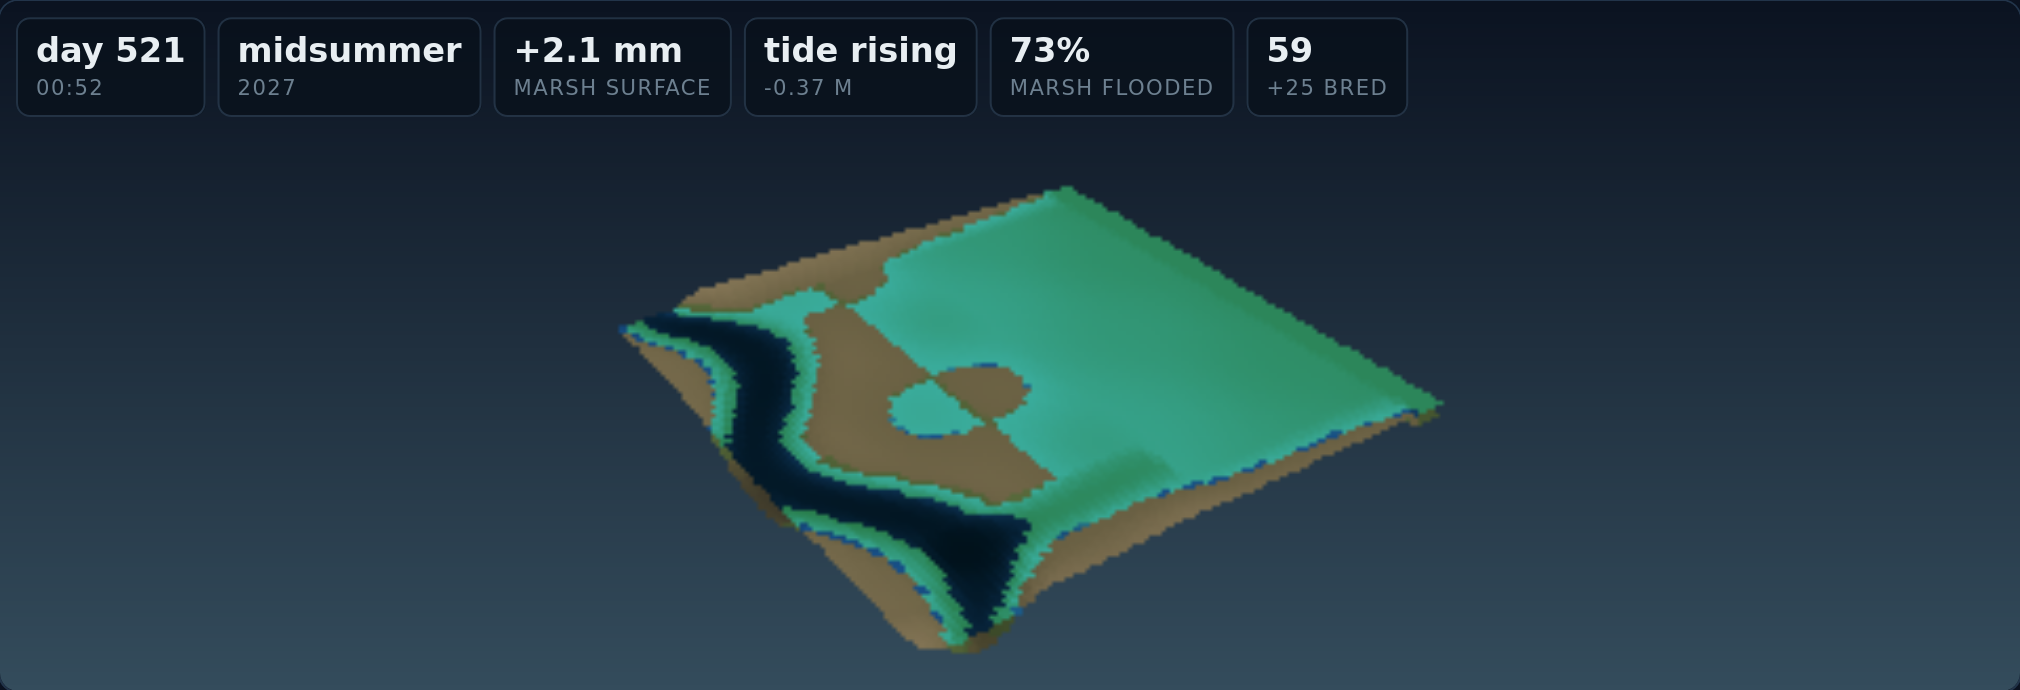 day 521
00:52
midsummer
2027
+2.1 mm
MARSH SURFACE
tide rising
-0.37 M
73%
MARSH FLOODED
59
+25 BRED